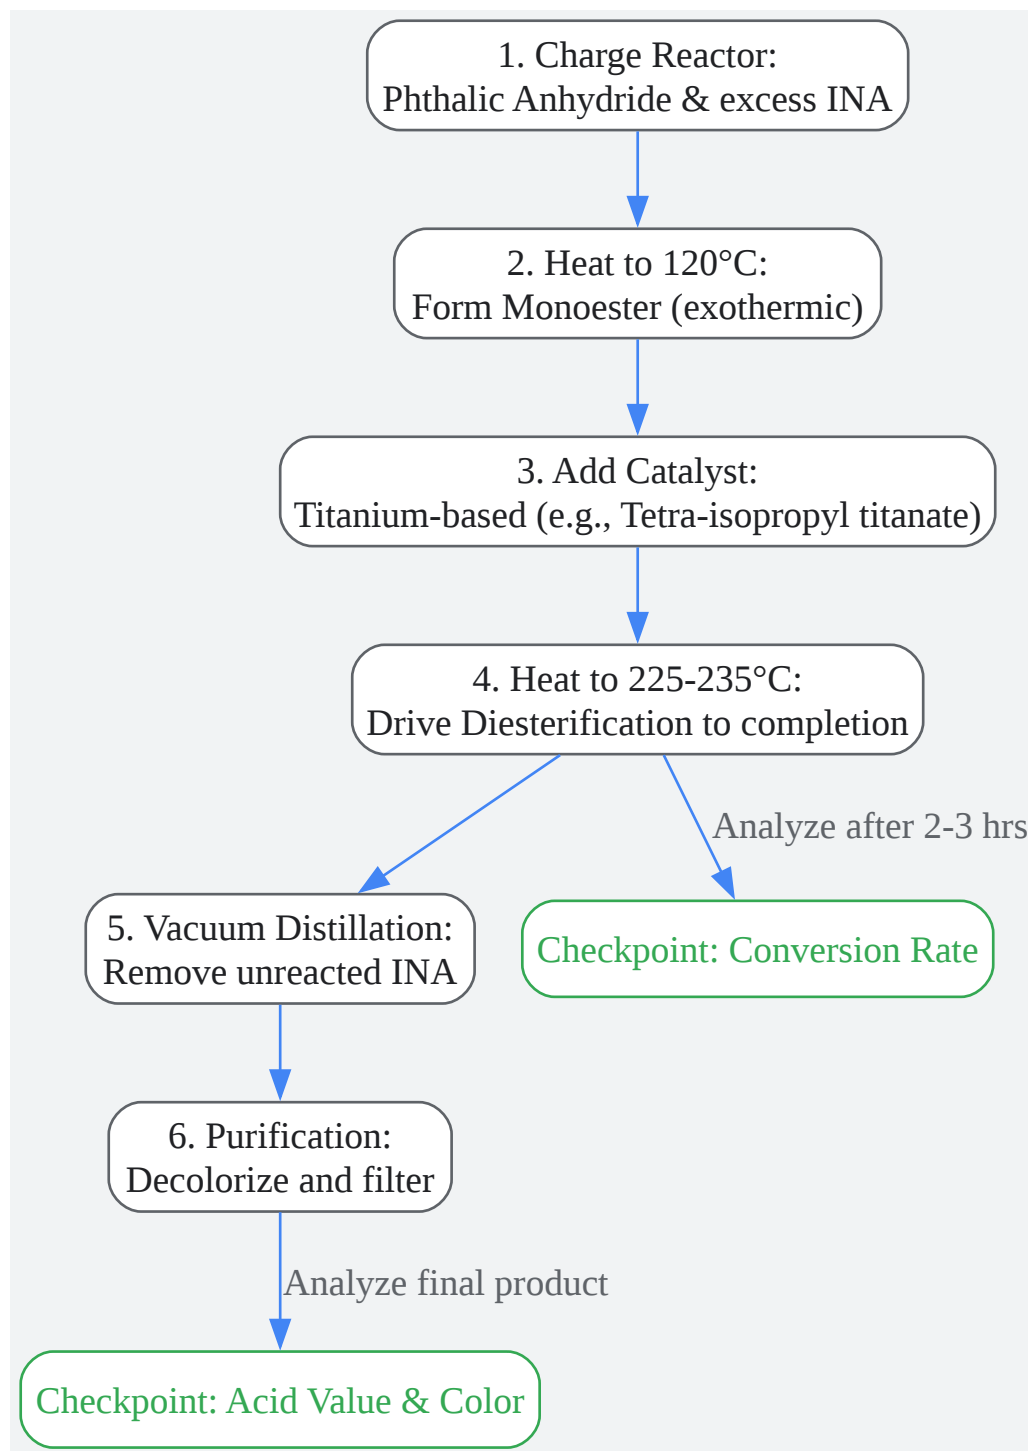 1. Charge Reactor:
Phthalic Anhydride & excess INA
2. Heat to 120°C:
Form Monoester (exothermic)
3. Add Catalyst:
Titanium-based (e.g., Tetra-isopropyl titanate)
4. Heat to 225-235°C:
Drive Diesterification to completion
Analyze after 2-3 hrs
5. Vacuum Distillation:
Remove unreacted INA
Checkpoint: Conversion Rate
6. Purification:
Decolorize and filter
Analyze final product
Checkpoint: Acid Value & Color